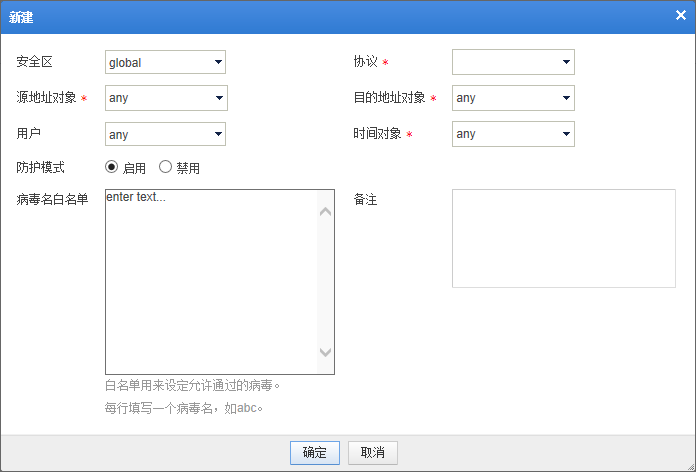 新建
安全区 global 协议 *
源地址对象 * any 目的地址对象 * any
用户 any 时间对象 * any
防护模式 启用 禁用
病毒名白名单 enter text... 备注
白名单用来设定允许通过的病毒。
每行填写一个病毒名，如abc。
确定 取消